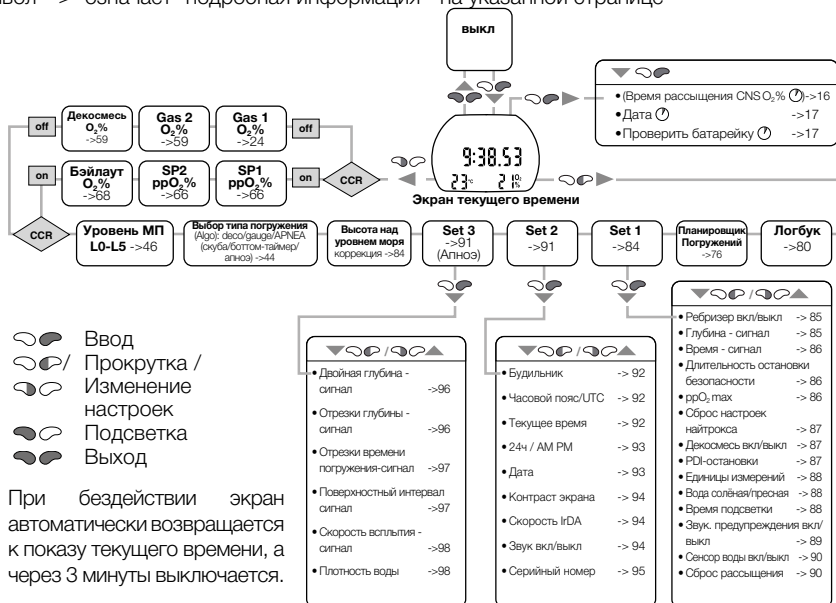 вол "->" означает "подробная информация" на указанной странице
выкл
•(Время рассыщения CNS O₂%)->16
•Дата ->17
•Проверить батарейку ->17
off
Декосмесь
O₂%
->59
Gas 2
O₂%
->59
Gas 1
O₂%
->24
off
on
Бэйлаут
O₂%
->68
SP2
ppO₂%
->66
SP1
ppO₂%
->66
on
CCR
9:38.53
23°c 21 O₂%
Экран текущего времени
CCR
Уровень МП
L0-L5 ->46
Выбор типа погружения
(Algo): deco/gauge/APNEA
(скуба/боттом-таймер/
апноэ) ->44
Высота над
уровнем моря
коррекция ->84
Set 3
->91
(Апноэ)
Set 2
->91
Set 1
->84
Планировщик
Погружений
->76
Логбук
->80
Ввод
/ Прокрутка /
Изменение
настроек
Подсветка
Выход
При бездействии экран
автоматически возвращается
к показу текущего времени, а
через 3 минуты выключается.
/
• Двойная глубина -
сигнал ->96
• Отрезки глубины -
сигнал ->96
• Отрезки времени
погружения-сигнал ->97
• Поверхностный интервал
сигнал ->97
• Скорость всплытия -
сигнал ->98
• Плотность воды ->98
/
• Будильник -> 92
• Часовой пояс/UTC -> 92
• Текущее время -> 92
• 24ч / AM PM -> 93
• Дата -> 93
• Контраст экрана -> 94
• Скорость IrDA -> 94
• Звук вкл/выкл -> 94
• Серийный номер -> 95
/
• Ребризер вкл/выкл -> 85
• Глубина - сигнал -> 85
• Время - сигнал -> 86
• Длительность остановки
безопасности -> 86
• ppO₂ max -> 86
• Сброс настроек
найтрокса -> 87
• Декосмесь вкл/выкл -> 87
• PDI-остановки -> 87
• Единицы измерений -> 88
• Вода солёная/пресная -> 88
• Время подсветки -> 88
• Звук. предупреждения вкл/
выкл -> 89
• Сенсор воды вкл/выкл -> 90
• Сброс рассыщения -> 90